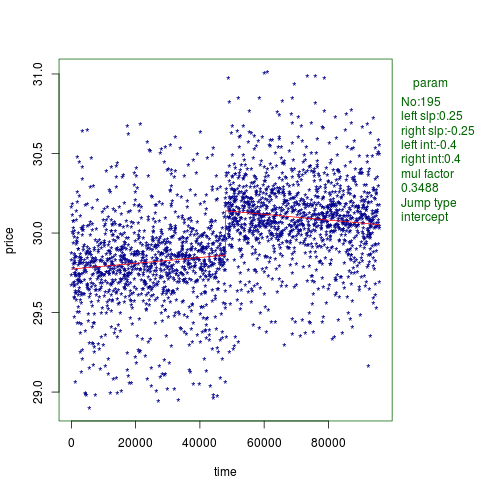 31.0
30.5
30.0
29.5
29.0
price
0
20000
40000
60000
80000
time
param
No:195
left slp:0.25
right slp:-0.25
left int:-0.4
right int:0.4
mul factor
0.3488
Jump type
intercept